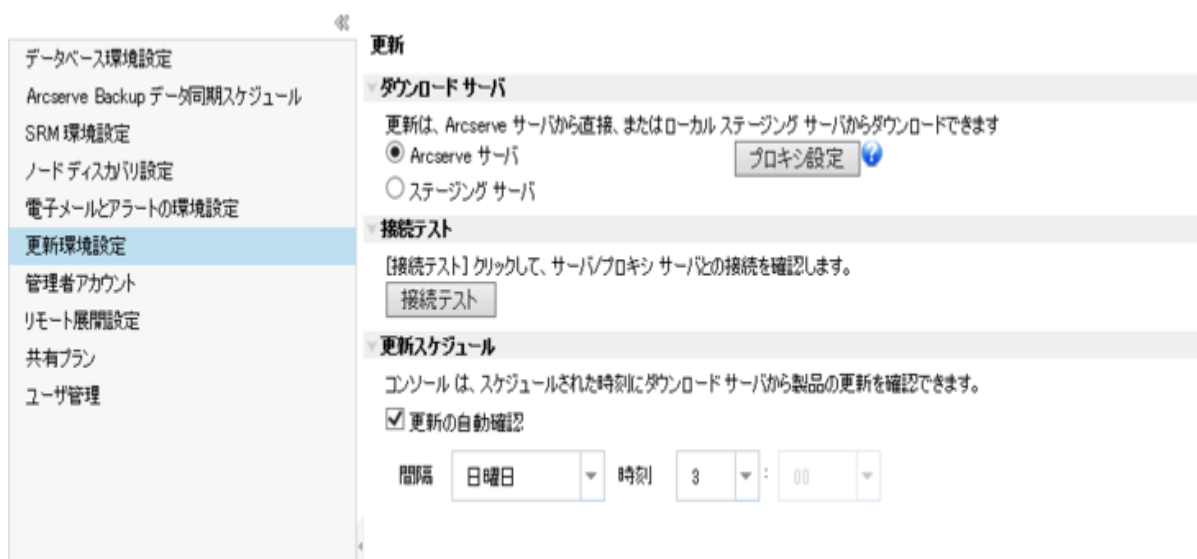 データベース環境設定
Arcserve Backup データ同期スケジュール
SRM 環境設定
ノード ディスカバリ設定
電子メールとアラートの環境設定
更新環境設定
管理者アカウント
リモート展開設定
共有プラン
ユーザ管理
更新
ダウンロード サーバ
更新は、Arcserve サーバから直接、またはローカル ステージング サーバからダウンロードできます
Arcserve サーバ プロキシ設定 ?
ステージング サーバ
接続テスト
[接続テスト] クリックして、サーバ/プロキシ サーバとの接続を確認します。
接続テスト
更新スケジュール
コンソール は、スケジュールされた時刻にダウンロード サーバから製品の更新を確認できます。
更新の自動確認
間隔 日曜日 時刻 3 : 00